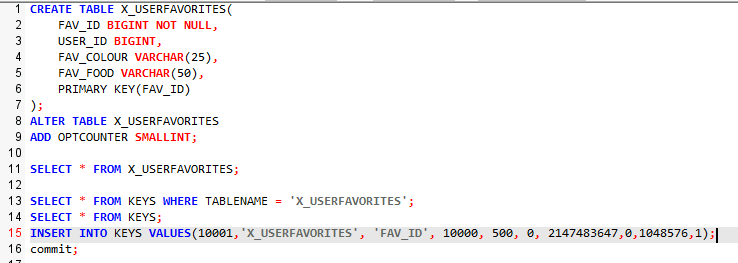 1 CREATE TABLE X_USERFAVORITES(
2 FAV_ID BIGINT NOT NULL,
3 USER_ID BIGINT,
4 FAV_COLOUR VARCHAR(25),
5 FAV_FOOD VARCHAR(50),
6 PRIMARY KEY(FAV_ID)
7 );
8 ALTER TABLE X_USERFAVORITES
9 ADD OPTCOUNTER SMALLINT;
10
11 SELECT * FROM X_USERFAVORITES;
12
13 SELECT * FROM KEYS WHERE TABLENAME = 'X_USERFAVORITES';
14 SELECT * FROM KEYS;
15 INSERT INTO KEYS VALUES(10001,'X_USERFAVORITES', 'FAV_ID', 10000, 500, 0, 2147483647,0,1048576,1);
16 commit;